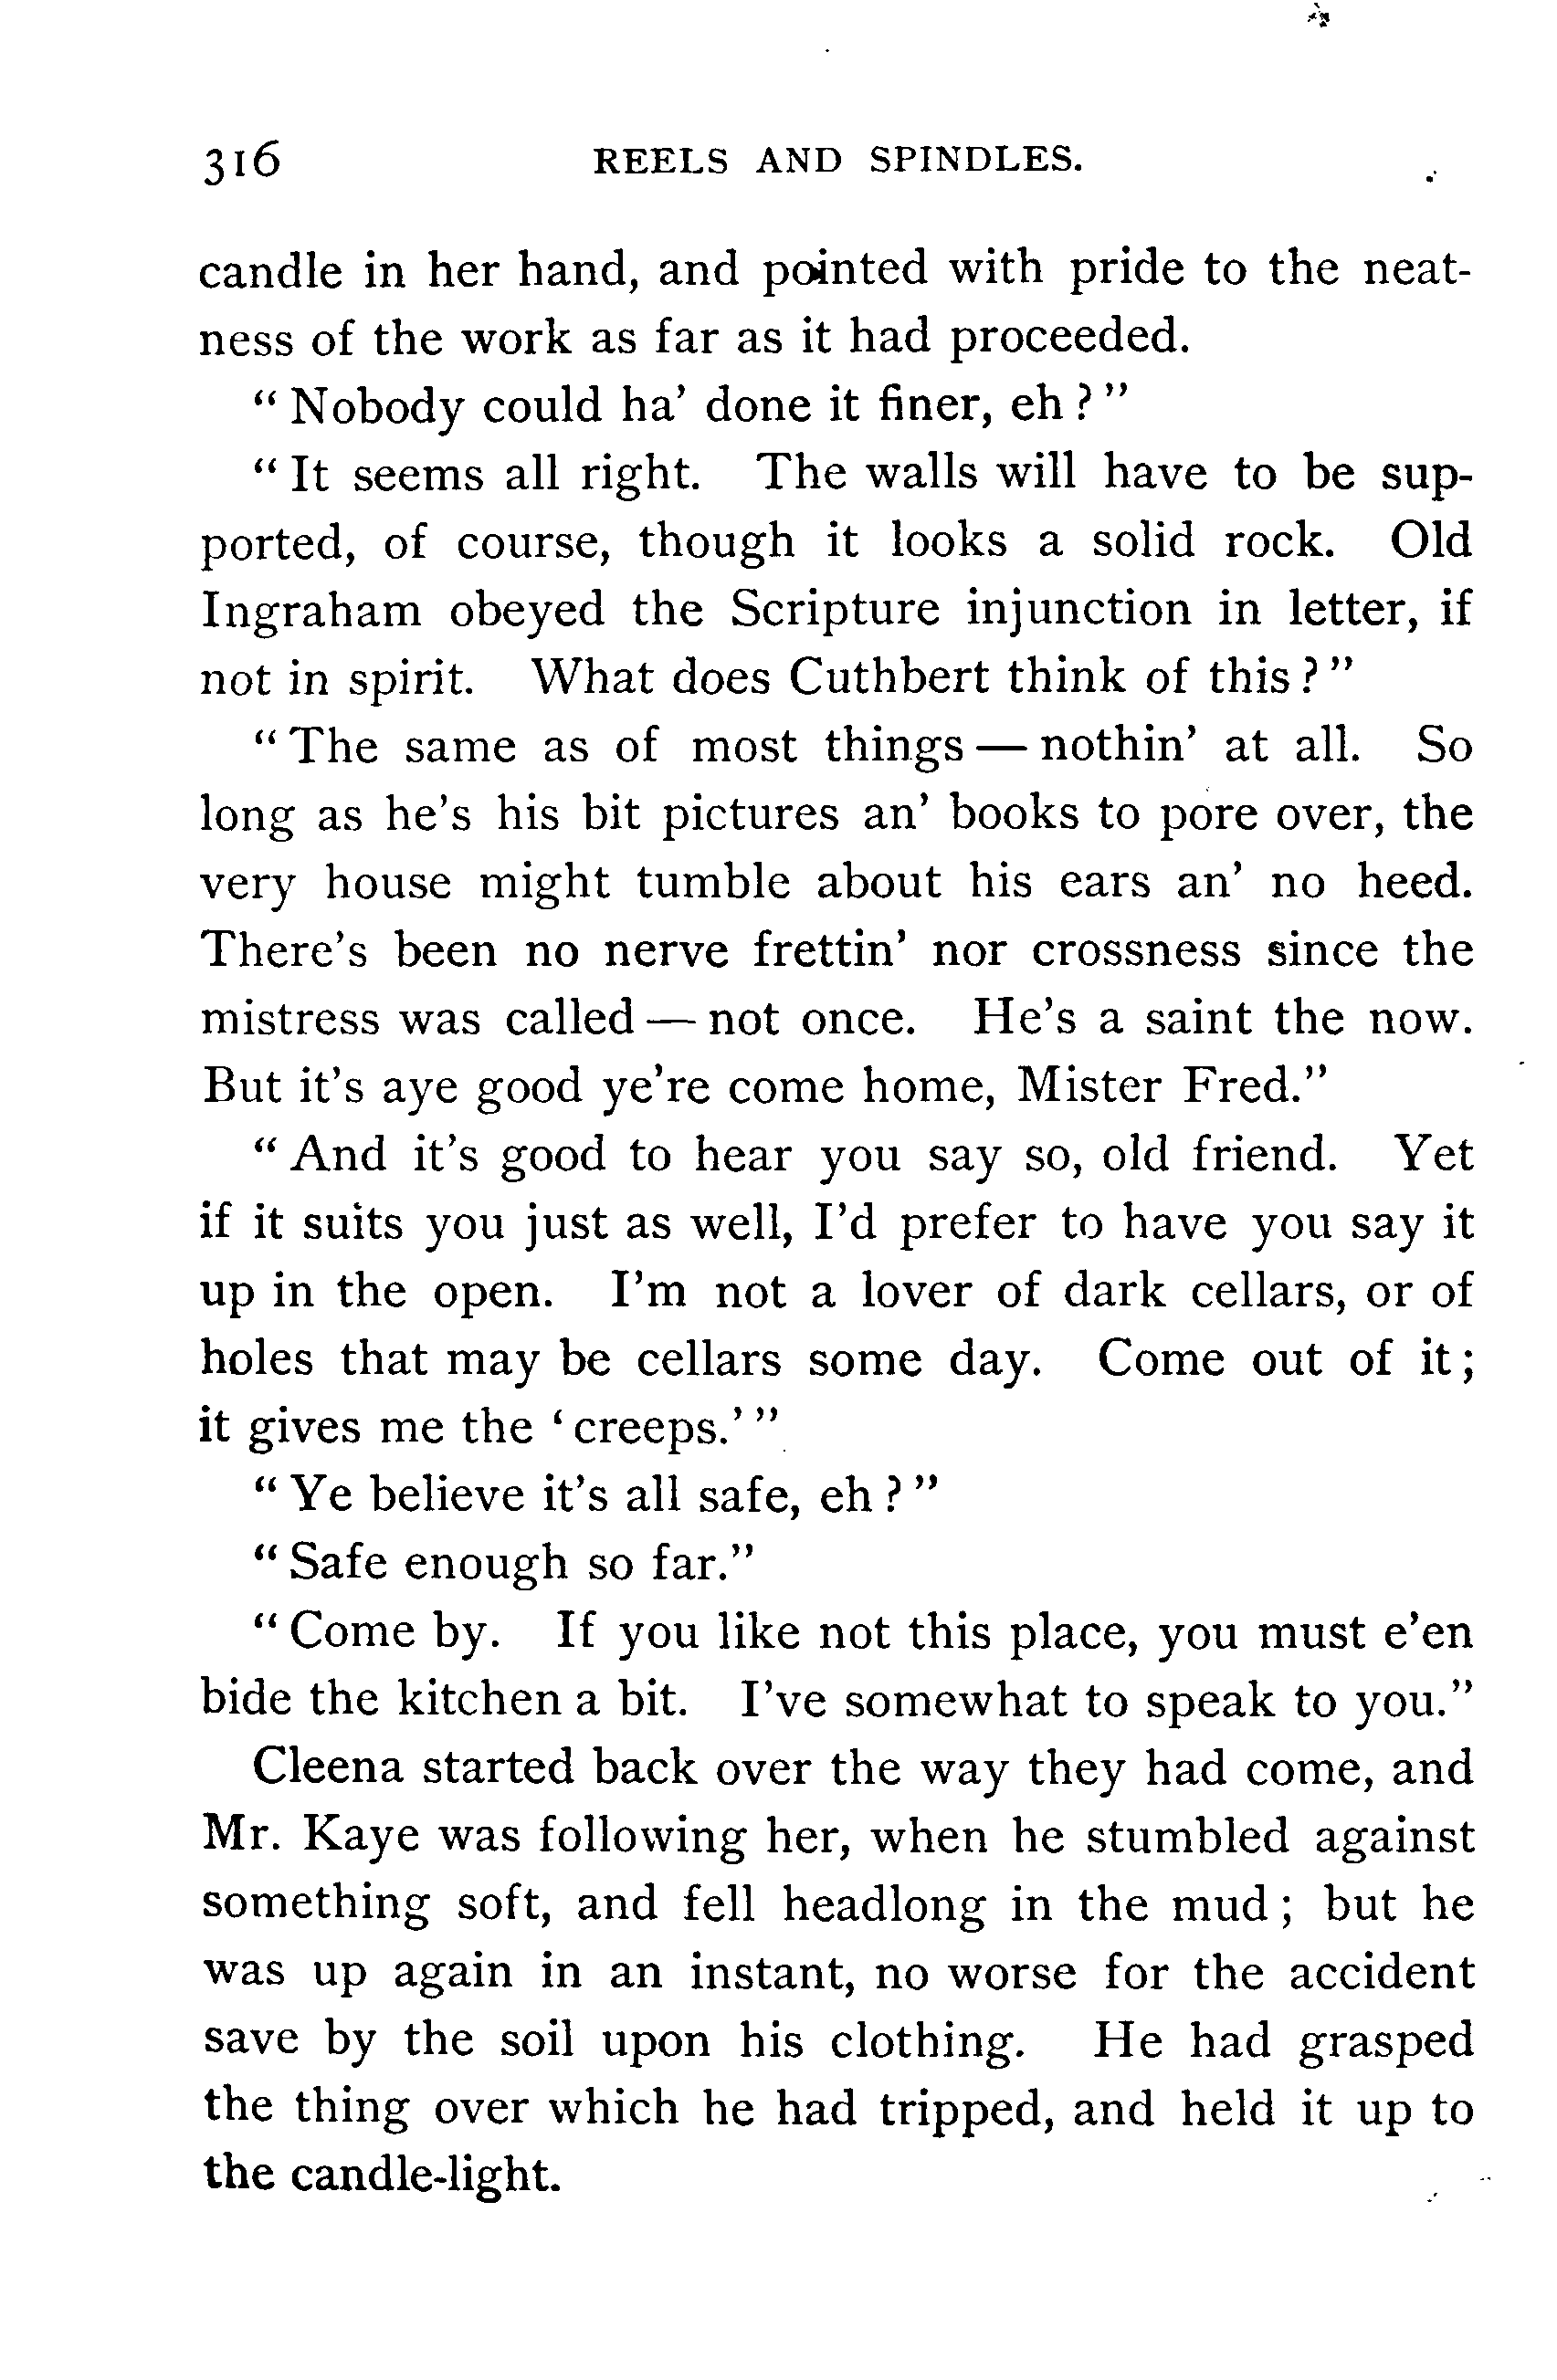 316 REELS AND SPINDLES.
candle in her hand, and pointed with pride to the neat-
ness of the work as far as it had proceeded.
“Nobody could ha’ done it finer, eh?”
“It seems all right. The walls will have to be sup-
ported, of course, though it looks a solid rock. Old
Ingraham obeyed the Scripture injunction in letter, if
not in spirit. What does Cuthbert think of this?”
“The same as of most things — nothin’ at all. So
long as he’s his bit pictures an’ books to pore over, the
very house might tumble about his ears an’ no heed.
There’s been no nerve frettin’ nor crossness since the
mistress was called — not once. He’s a saint the now.
But it’s aye good ye’re come home, Mister Fred.”
“And it’s good to hear you say so, old friend. Yet
if it suits you just as well, I’d prefer to have you say it
up in the open. I’m not a lover of dark cellars, or of
holes that may be cellars some day. Come out of it;
it gives me the ‘creeps.’”
“Ye believe it’s all safe, eh?”
“Safe enough so far.”
“Come by. If you like not this place, you must e’en
bide the kitchen a bit. I’ve somewhat to speak to you.”
Cleena started back over the way they had come, and
Mr. Kaye was following her, when he stumbled against
something soft, and fell headlong in the mud; but he
was up again in an instant, no worse for the accident
save by the soil upon his clothing. He had grasped
the thing over which he had tripped, and held it up to
the candle-light.